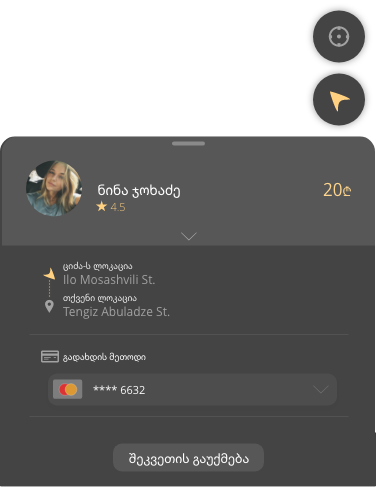 ნინა ჯოხაძე
20₾
4.5
ციძა-ს ლოკაცია
Ilo Mosashvili St.
თქვენი ლოკაცია
Tengiz Abuladze St.
გადახდის მეთოდი
**** 6632
შეკვეთის გაუქმება